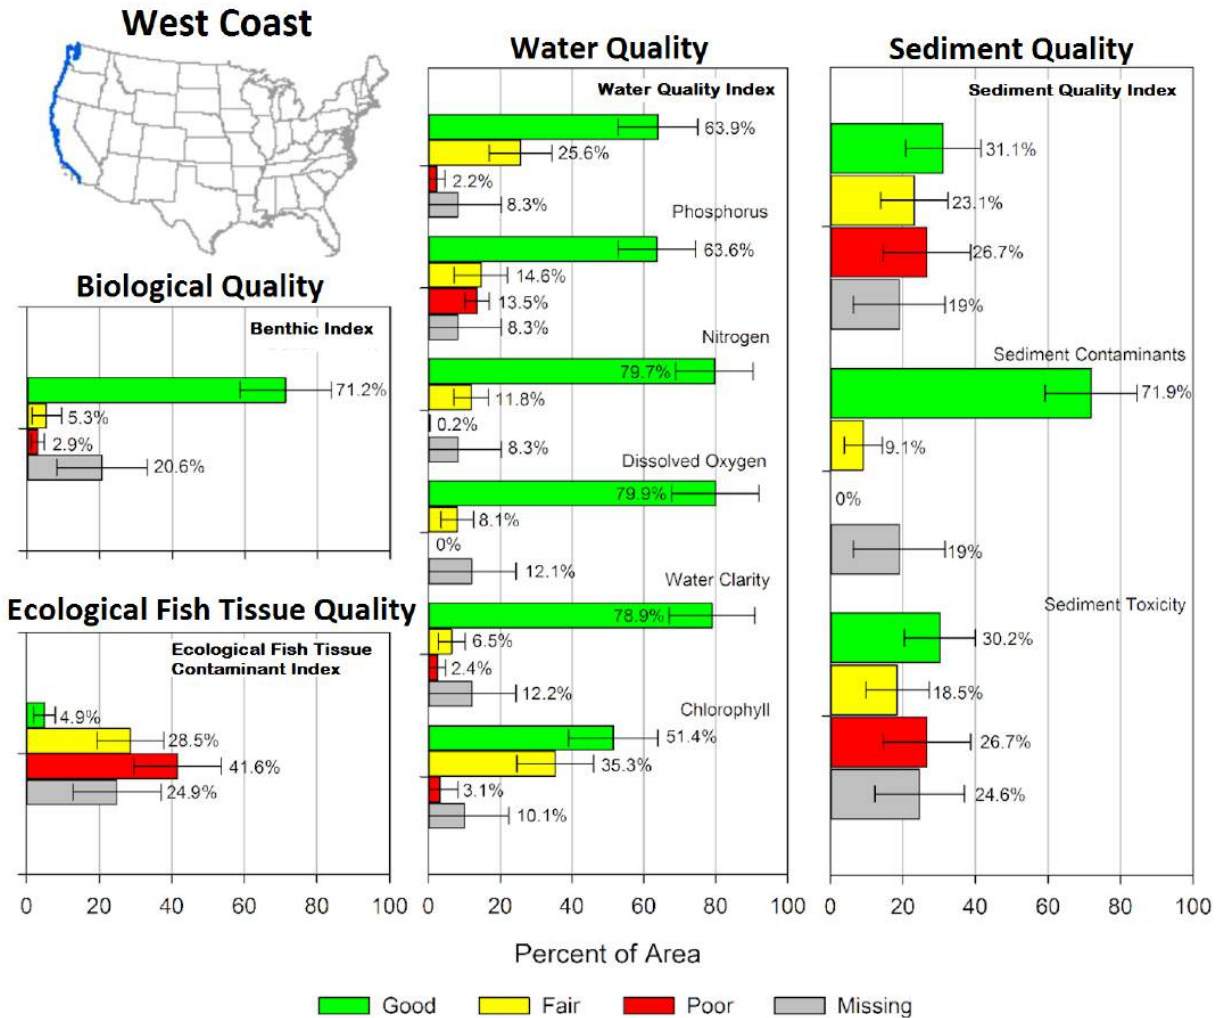 West Coast
Biological Quality
Benthic Index
71.2%
5.3%
2.9%
20.6%
Ecological Fish Tissue Quality
Ecological Fish Tissue
Contaminant Index
4.9%
28.5%
41.6%
24.9%
0 20 40 60 80 100
Water Quality
Water Quality Index
63.9%
25.6%
2.2%
8.3%
Phosphorus
63.6%
14.6%
13.5%
8.3%
Nitrogen
79.7%
11.8%
0.2%
8.3%
Dissolved Oxygen
79.9%
8.1%
0%
12.1%
Water Clarity
78.9%
6.5%
2.4%
12.2%
Chlorophyll
51.4%
35.3%
3.1%
10.1%
0 20 40 60 80 100
Sediment Quality
Sediment Quality Index
31.1%
23.1%
26.7%
19%
Sediment Contaminants
71.9%
9.1%
0%
19%
Sediment Toxicity
30.2%
18.5%
26.7%
24.6%
0 20 40 60 80 100
Percent of Area
Good Fair Poor Missing